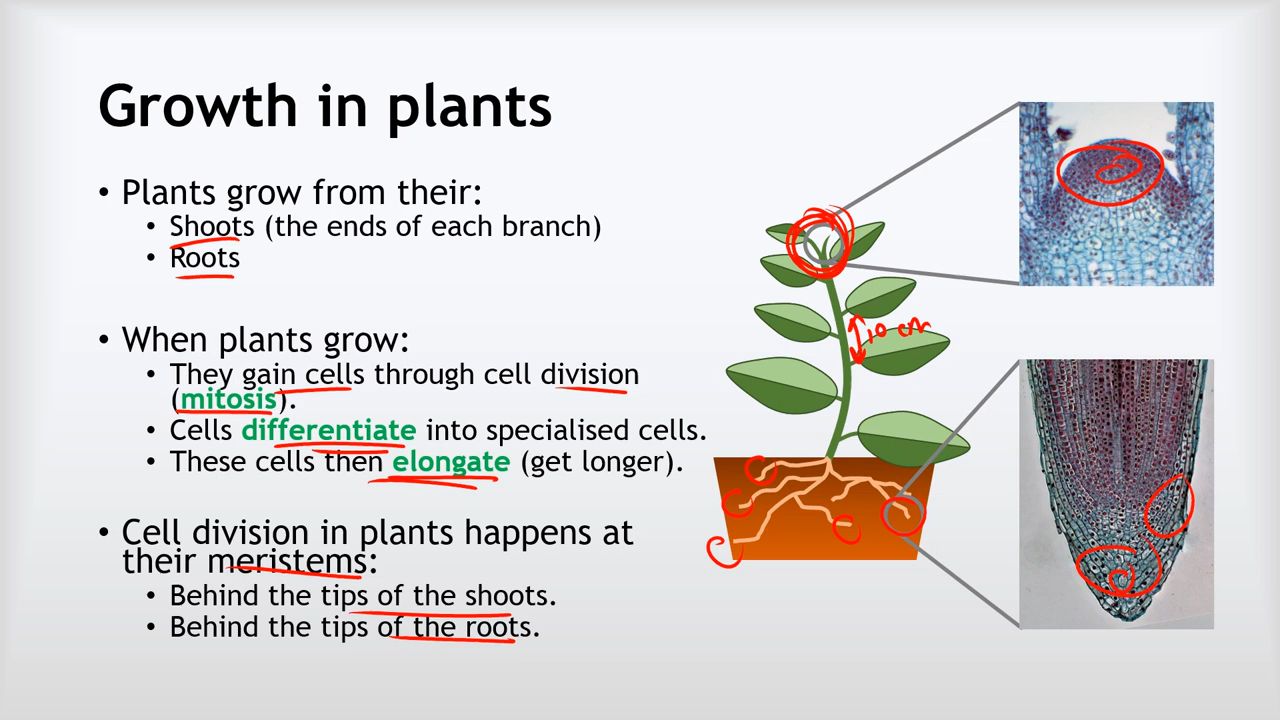 Growth in plants
• Plants grow from their:
• Shoots (the ends of each branch)
• Roots
• When plants grow:
• They gain cells through cell division
(mitosis).
• Cells differentiate into specialised cells.
• These cells then elongate (get longer).
• Cell division in plants happens at
their meristems:
• Behind the tips of the shoots.
• Behind the tips of the roots.
10 cm